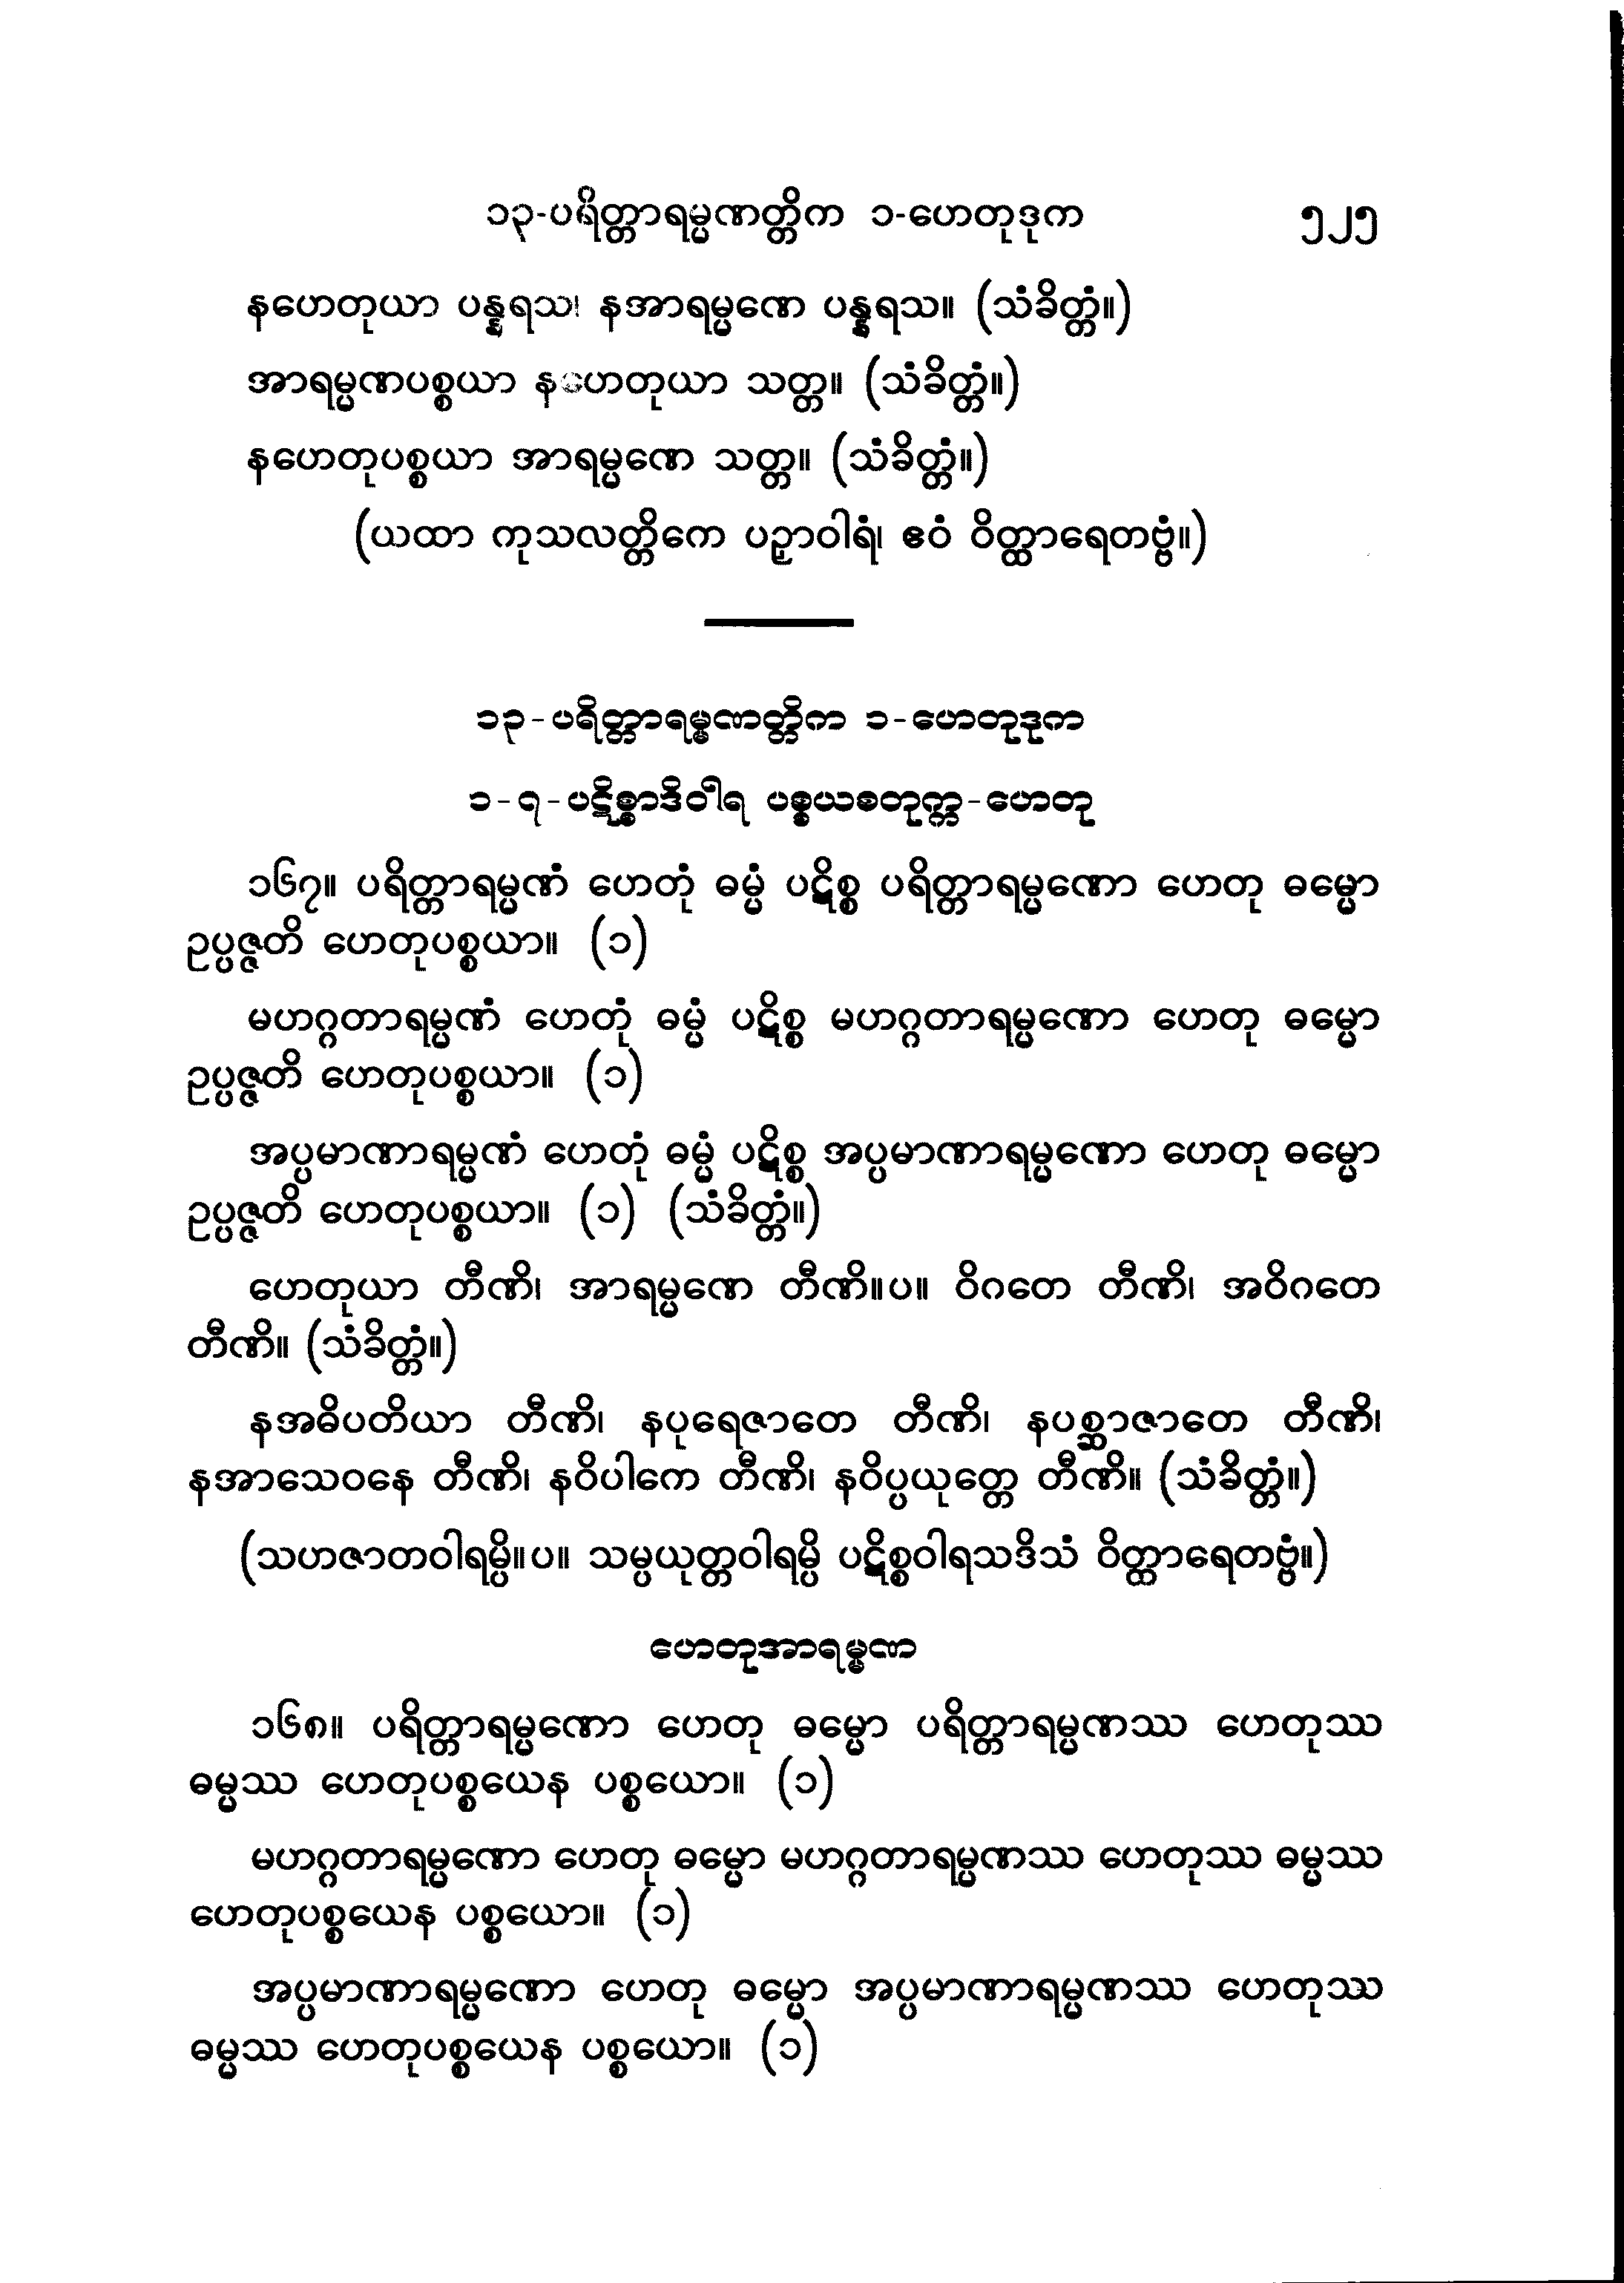 ၁၃-ပရိတ္တာရမ္မဏတ္တိက ၁-ဟေတုဒုက ၅၂၅
နဟေတုယာ ပန္နရသ၊ နအာရမ္မဏေ ပန္နရသ။ (သံခိတ္တံ။)
အာရမ္မဏပစ္စယာ နဟေတုယာ သတ္တ။ (သံခိတ္တံ။)
နဟေတုပစ္စယာ အာရမ္မဏေ သတ္တ။ (သံခိတ္တံ။)
(ယထာ ကုသလတ္တိကေ ပဉှာဝါရံ၊ ဧဝံ ဝိတ္ထာရေတဗ္ဗံ။)
၁၃-ပရိတ္တာရမ္မဏတ္တိက ၁-ဟေတုဒုက
၁-၇-ပဋိစ္စာဒိဝါရ ပစ္စယစတုက္က-ဟေတု
၁၆၇။ ပရိတ္တာရမ္မဏံ ဟေတုံ ဓမ္မံ ပဋိစ္စ ပရိတ္တာရမ္မဏော ဟေတု ဓမ္မော
ဥပ္ပဇ္ဇတိ ဟေတုပစ္စယာ။ (၁)
မဟဂ္ဂတာရမ္မဏံ ဟေတုံ ဓမ္မံ ပဋိစ္စ မဟဂ္ဂတာရမ္မဏော ဟေတု ဓမ္မော
ဥပ္ပဇ္ဇတိ ဟေတုပစ္စယာ။ (၁)
အပ္ပမာဏာရမ္မဏံ ဟေတုံ ဓမ္မံ ပဋိစ္စ အပ္ပမာဏာရမ္မဏော ဟေတု ဓမ္မော
ဥပ္ပဇ္ဇတိ ဟေတုပစ္စယာ။ (၁) (သံခိတ္တံ။)
ဟေတုယာ တီဏိ၊ အာရမ္မဏေ တီဏိ။ပ။ ဝိဂတေ တီဏိ၊ အဝိဂတေ
တီဏိ။ (သံခိတ္တံ။)
နအဓိပတိယာ တီဏိ၊ နပုရေဇာတေ တီဏိ၊ နပစ္ဆာဇာတေ တီဏိ၊
နအာသေဝနေ တီဏိ၊ နဝိပါကေ တီဏိ၊ နဝိပ္ပယုတ္တေ တီဏိ။ (သံခိတ္တံ။)
(သဟဇာတဝါရမ္ပိ။ပ။ သမ္ပယုတ္တဝါရမ္ပိ ပဋိစ္စဝါရသဒိသံ ဝိတ္ထာရေတဗ္ဗံ။)
ဟေတုအာရမ္မဏ
၁၆၈။ ပရိတ္တာရမ္မဏော ဟေတု ဓမ္မော ပရိတ္တာရမ္မဏဿ ဟေတုဿ
ဓမ္မဿ ဟေတုပစ္စယေန ပစ္စယော။ (၁)
မဟဂ္ဂတာရမ္မဏော ဟေတု ဓမ္မော မဟဂ္ဂတာရမ္မဏဿ ဟေတုဿ ဓမ္မဿ
ဟေတုပစ္စယေန ပစ္စယော။ (၁)
အပ္ပမာဏာရမ္မဏော ဟေတု ဓမ္မော အပ္ပမာဏာရမ္မဏဿ ဟေတုဿ
ဓမ္မဿ ဟေတုပစ္စယေန ပစ္စယော။ (၁)